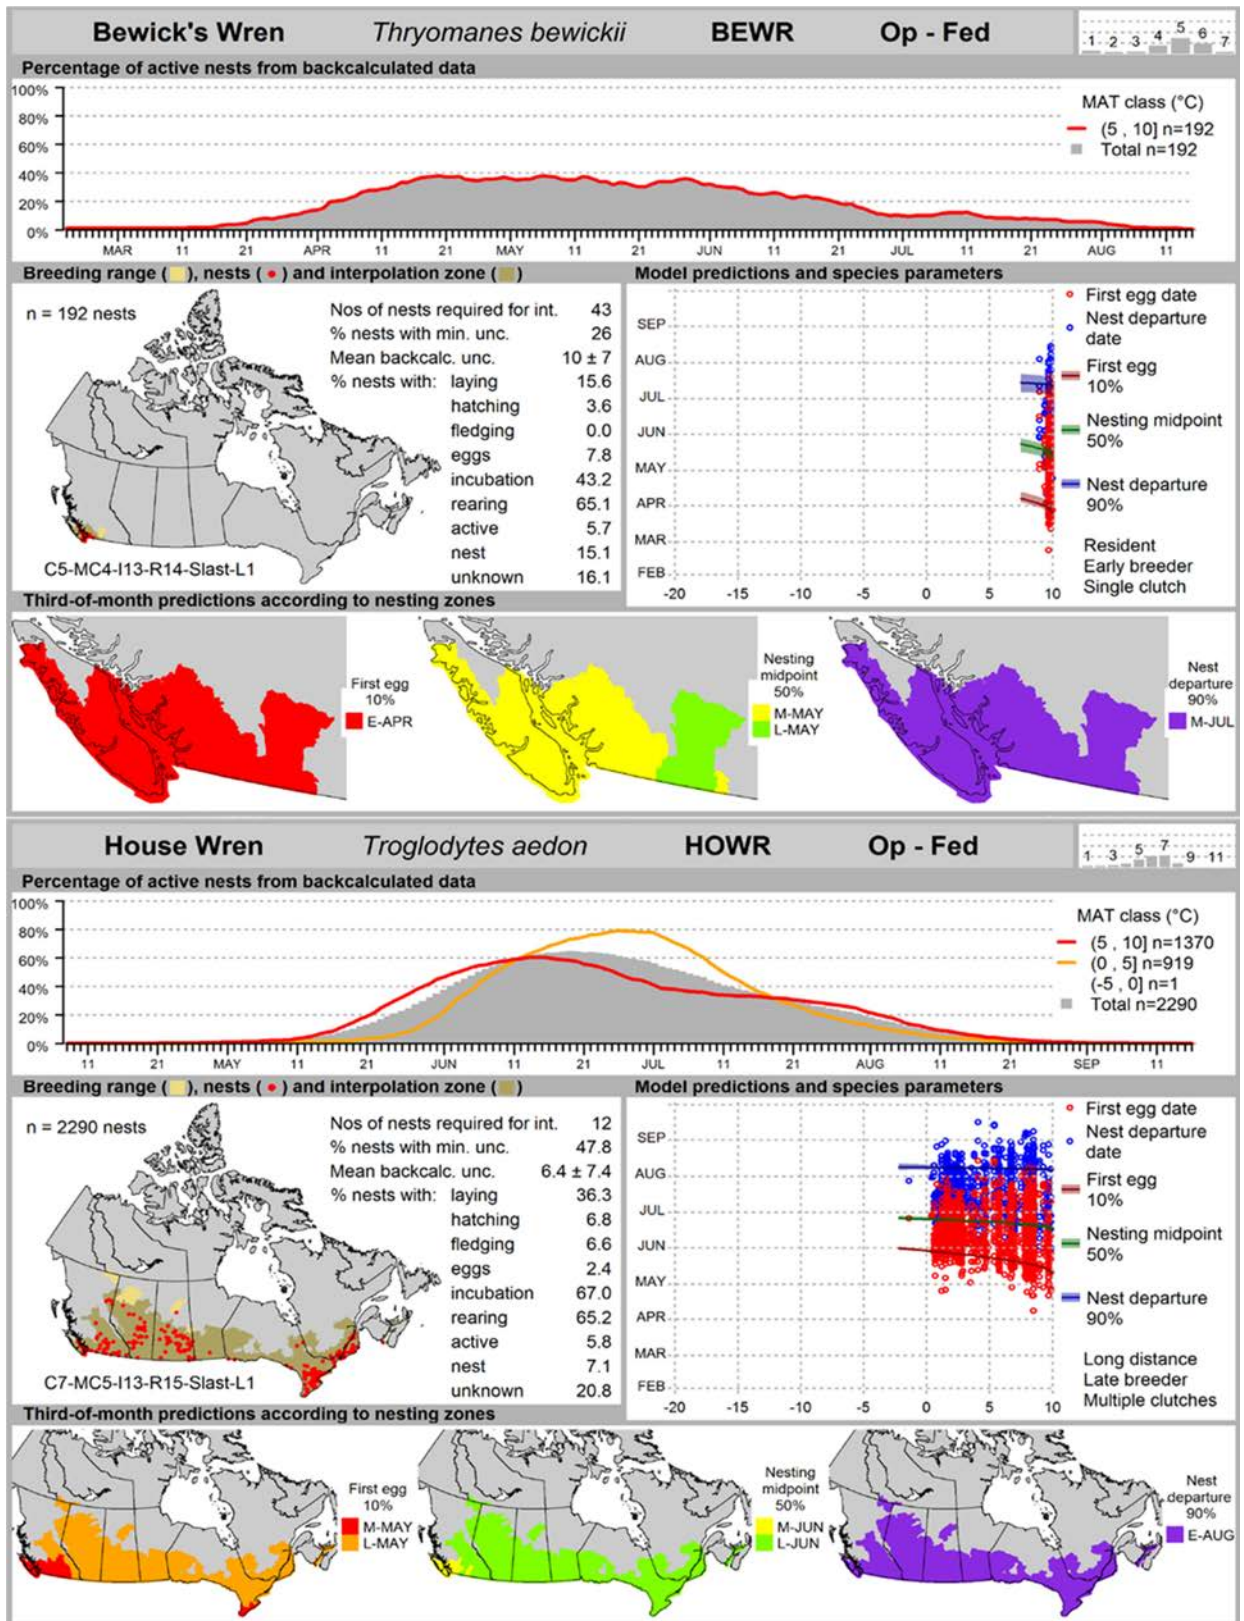 Bewick's Wren Thryomanes bewickii BEWR Op - Fed
1 2 3 4 5 6 7
Percentage of active nests from backcalculated data
100%
80%
60%
40%
20%
0%
MAT class (°C)
(5 , 10] n=192
Total n=192
MAR 11 21 APR 11 21 MAY 11 21 JUN 11 21 JUL 11 21 AUG 11
Breeding range ( ), nests ( ) and interpolation zone ( )
n = 192 nests
Nos of nests required for int. 43
% nests with min. unc. 26
Mean backcalc. unc. 10 ± 7
% nests with: laying 15.6
hatching 3.6
fledging 0.0
eggs 7.8
incubation 43.2
rearing 65.1
active 5.7
nest 15.1
unknown 16.1
C5-MC4-I13-R14-Slast-L1
Model predictions and species parameters
SEP
AUG
JUL
JUN
MAY
APR
MAR
FEB
-20 -15 -10 -5 0 5 10
First egg date
Nest departure
date
First egg
10%
Nesting midpoint
50%
Nest departure
90%
Resident
Early breeder
Single clutch
Third-of-month predictions according to nesting zones
First egg
10%
E-APR
Nesting
midpoint
50%
M-MAY
L-MAY
Nest
departure
90%
M-JUL
House Wren Troglodytes aedon HOWR Op - Fed
1 3 5 7 9 11
Percentage of active nests from backcalculated data
100%
80%
60%
40%
20%
0%
MAT class (°C)
(5 , 10] n=1370
(0 , 5] n=919
(-5 , 0] n=1
Total n=2290
11 21 MAY 11 21 JUN 11 21 JUL 11 21 AUG 11 21 SEP 11
Breeding range ( ), nests ( ) and interpolation zone ( )
n = 2290 nests
Nos of nests required for int. 12
% nests with min. unc. 47.8
Mean backcalc. unc. 6.4 ± 7.4
% nests with: laying 36.3
hatching 6.8
fledging 6.6
eggs 2.4
incubation 67.0
rearing 65.2
active 5.8
nest 7.1
unknown 20.8
C7-MC5-I13-R15-Slast-L1
Model predictions and species parameters
SEP
AUG
JUL
JUN
MAY
APR
MAR
FEB
-20 -15 -10 -5 0 5 10
First egg date
Nest departure
date
First egg
10%
Nesting midpoint
50%
Nest departure
90%
Long distance
Late breeder
Multiple clutches
Third-of-month predictions according to nesting zones
First egg
10%
M-MAY
L-MAY
Nesting
midpoint
50%
M-JUN
L-JUN
Nest
departure
90%
E-AUG